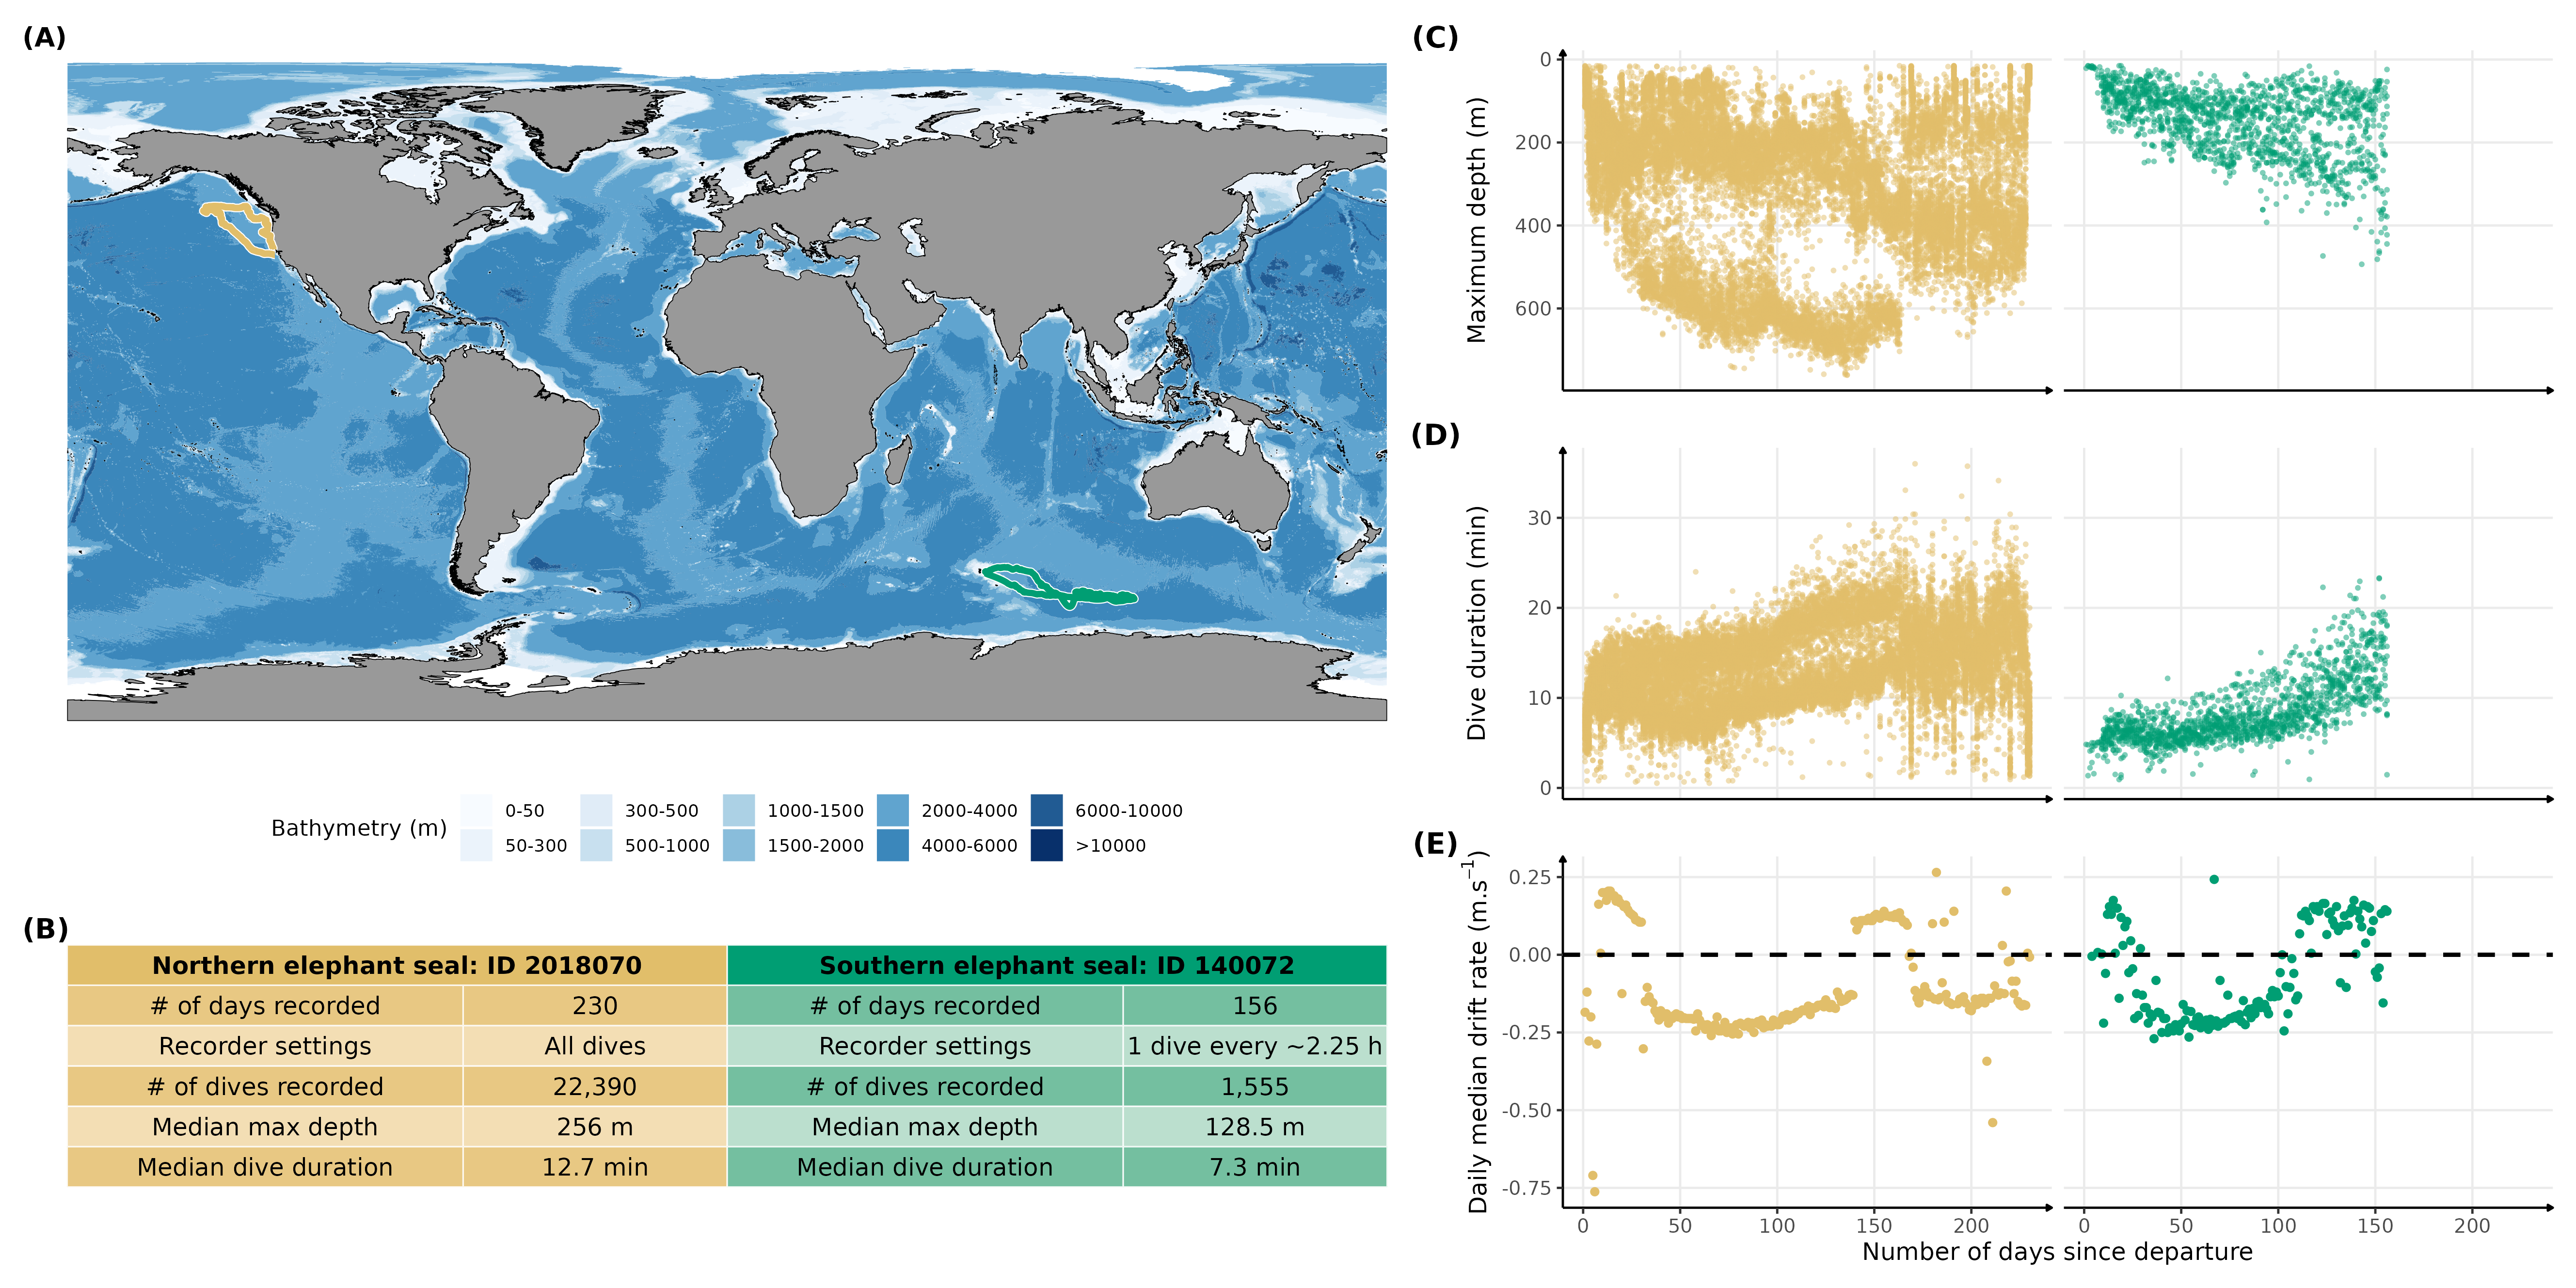 (A)
Bathymetry (m)
0-50
300-500
1000-1500
2000-4000
6000-10000
50-300
500-1000
1500-2000
4000-6000
>10000
(B)
Northern elephant seal: ID 2018070
Southern elephant seal: ID 140072
# of days recorded
230
# of days recorded
156
Recorder settings
All dives
Recorder settings
1 dive every ~2.25 h
# of dives recorded
22,390
# of dives recorded
1,555
Median max depth
256 m
Median max depth
128.5 m
Median dive duration
12.7 min
Median dive duration
7.3 min
(C)
Maximum depth (m)
0
200
400
600
(D)
Dive duration (min)
30
20
10
0
(E)
Daily median drift rate (m.s⁻¹)
0.25
0.00
-0.25
-0.50
-0.75
0 50 100 150 200
0 50 100 150 200
Number of days since departure